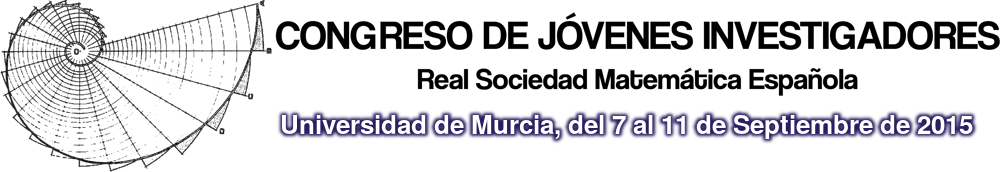 CONGRESO DE JÓVENES INVESTIGADORES
Real Sociedad Matemática Española
Universidad de Murcia, del 7 al 11 de Septiembre de 2015